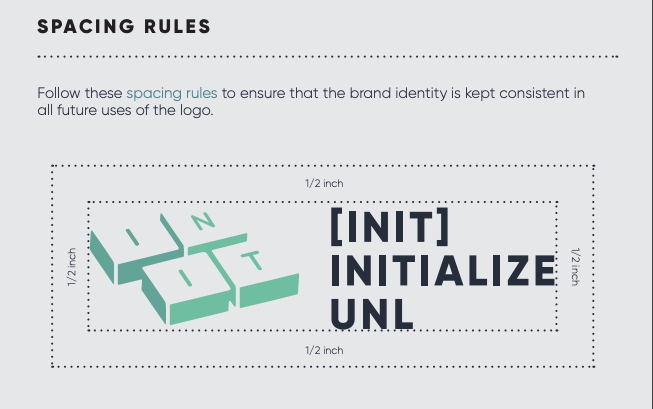 SPACING RULES
Follow these spacing rules to ensure that the brand identity is kept consistent in
all future uses of the logo.
1/2 inch
1/2 inch
I N
I T
[INIT]
INITIALIZE
UNL
1/2 inch
1/2 inch